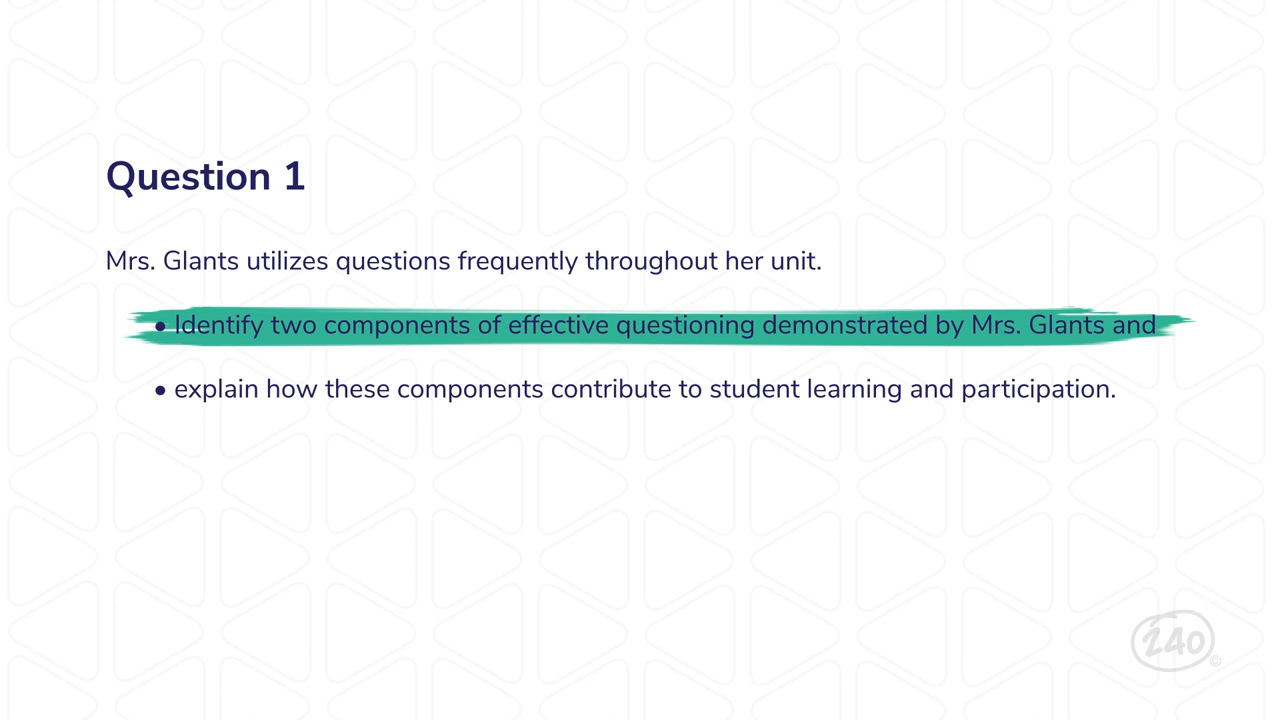 Question 1
Mrs. Glants utilizes questions frequently throughout her unit.
• Identify two components of effective questioning demonstrated by Mrs. Glants and
• explain how these components contribute to student learning and participation.
240
©